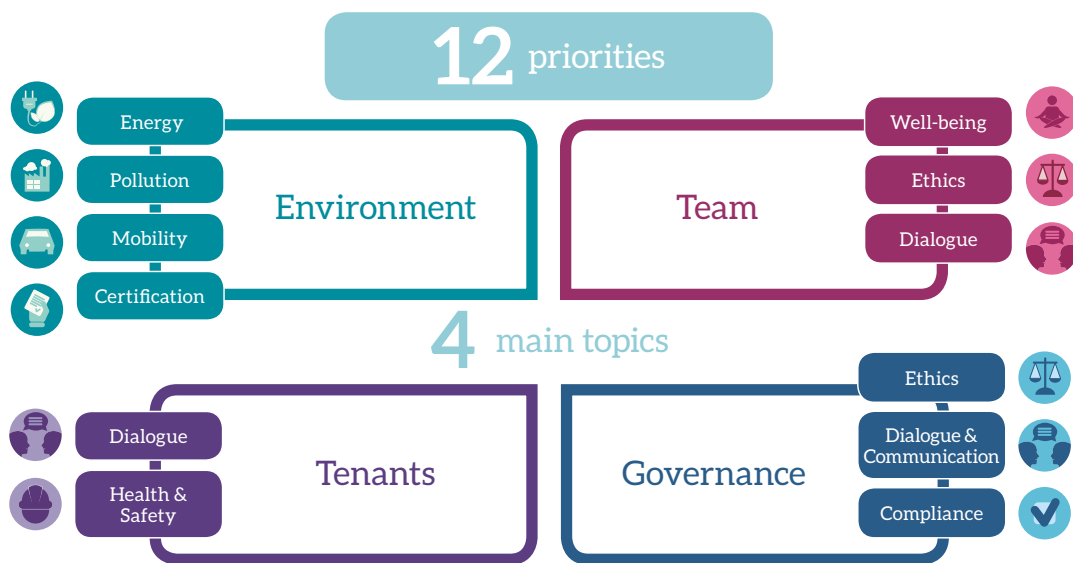 12 priorities
Energy
Pollution
Mobility
Certification
Environment
Team
Well-being
Ethics
Dialogue
4 main topics
Dialogue
Health &
Safety
Tenants
Governance
Ethics
Dialogue &
Communication
Compliance